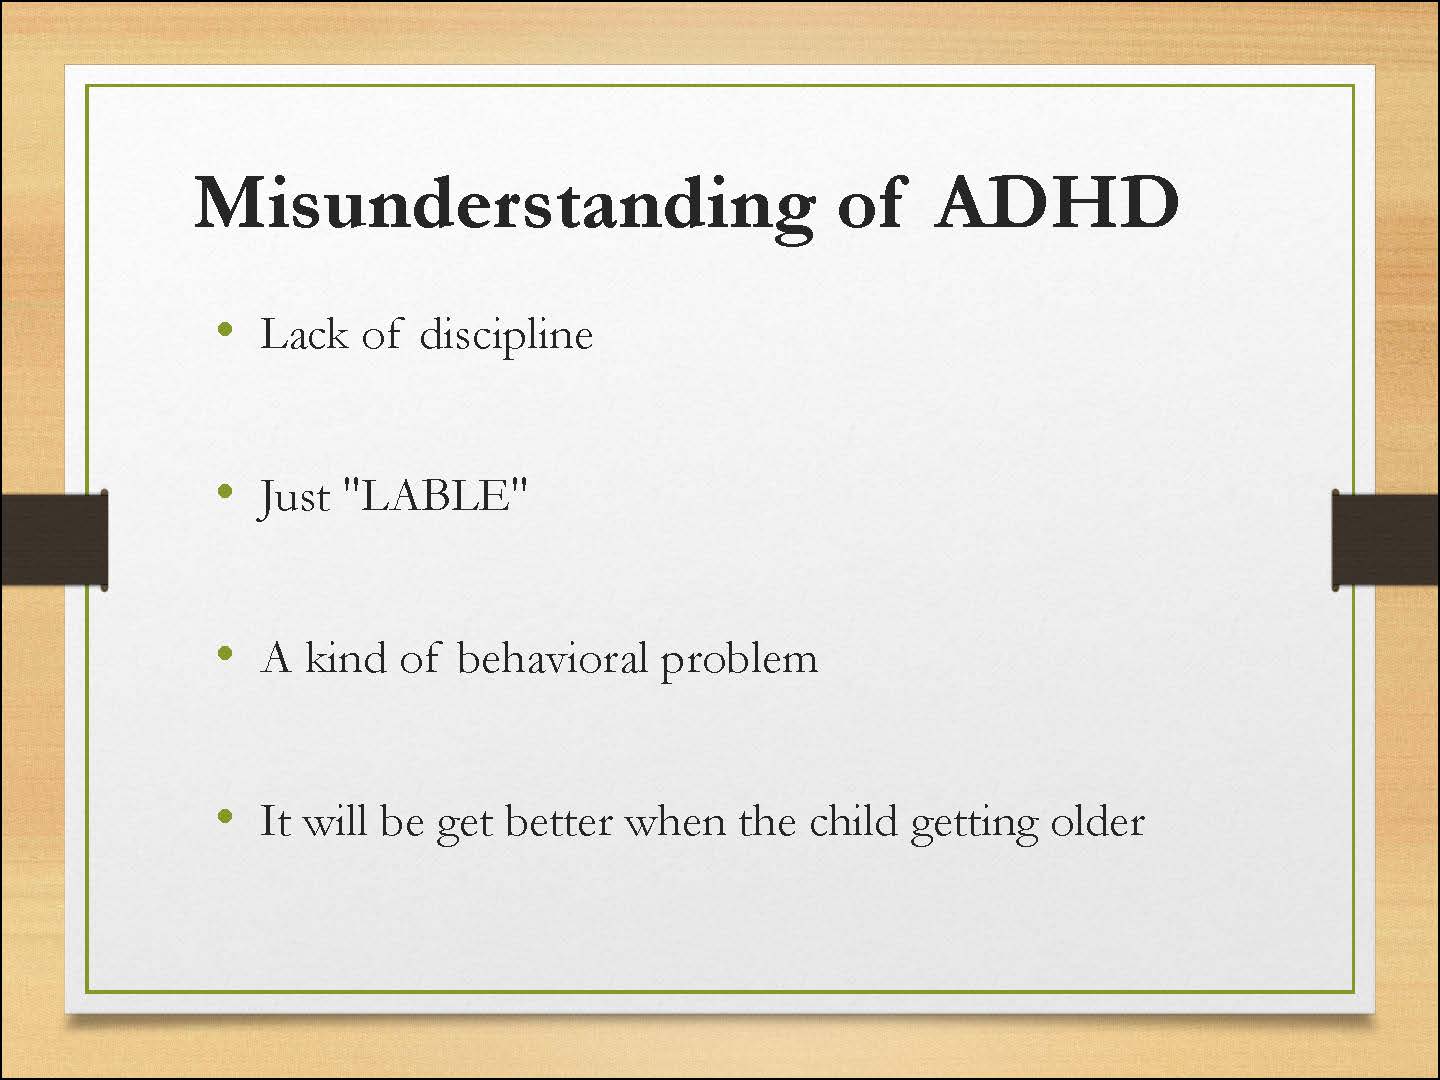 Misunderstanding of ADHD
• Lack of discipline
• Just "LABLE"
• A kind of behavioral problem
• It will be get better when the child getting older